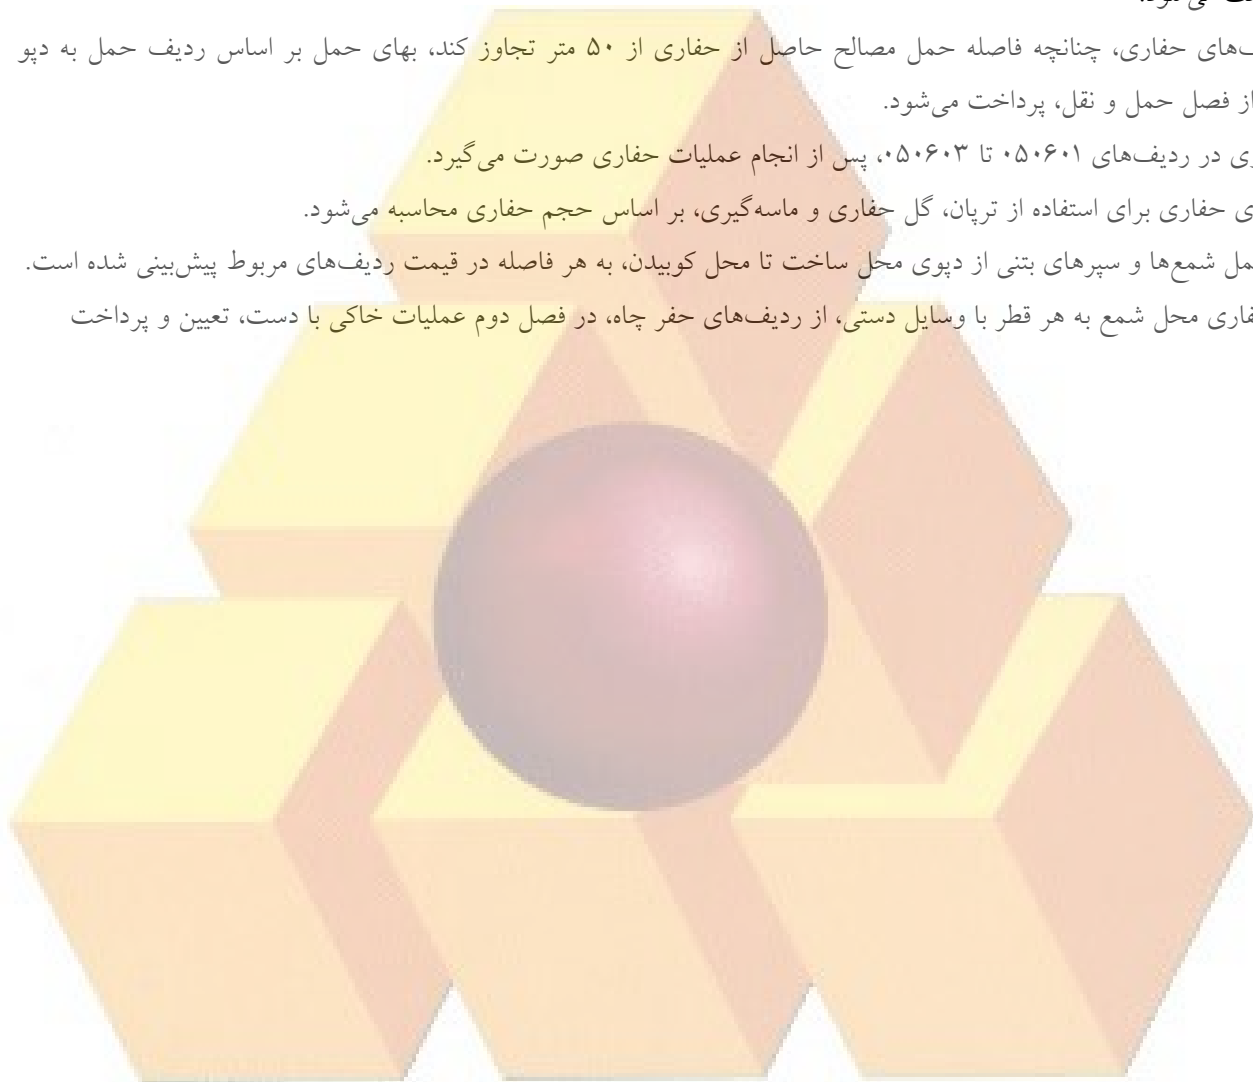 ف‌های حفاری، چنانچه فاصله حمل مصالح حاصل از حفاری از ۵۰ متر تجاوز کند، بهای حمل بر اساس ردیف حمل به دپو
از فصل حمل و نقل، پرداخت می‌شود.
ی در ردیف‌های ۰۵۰۶۰۱ تا ۰۵۰۶۰۳، پس از انجام عملیات حفاری صورت می‌گیرد.
ی حفاری برای استفاده از ترپان، گل حفاری و ماسه‌گیری، بر اساس حجم حفاری محاسبه می‌شود.
مل شمع‌ها و سپرهای بتنی از دپوی محل ساخت تا محل کوبیدن، به هر فاصله در قیمت ردیف‌های مربوط پیش‌بینی شده است.
فاری محل شمع به هر قطر با وسایل دستی، از ردیف‌های حفر چاه، در فصل دوم عملیات خاکی با دست، تعیین و پرداخت